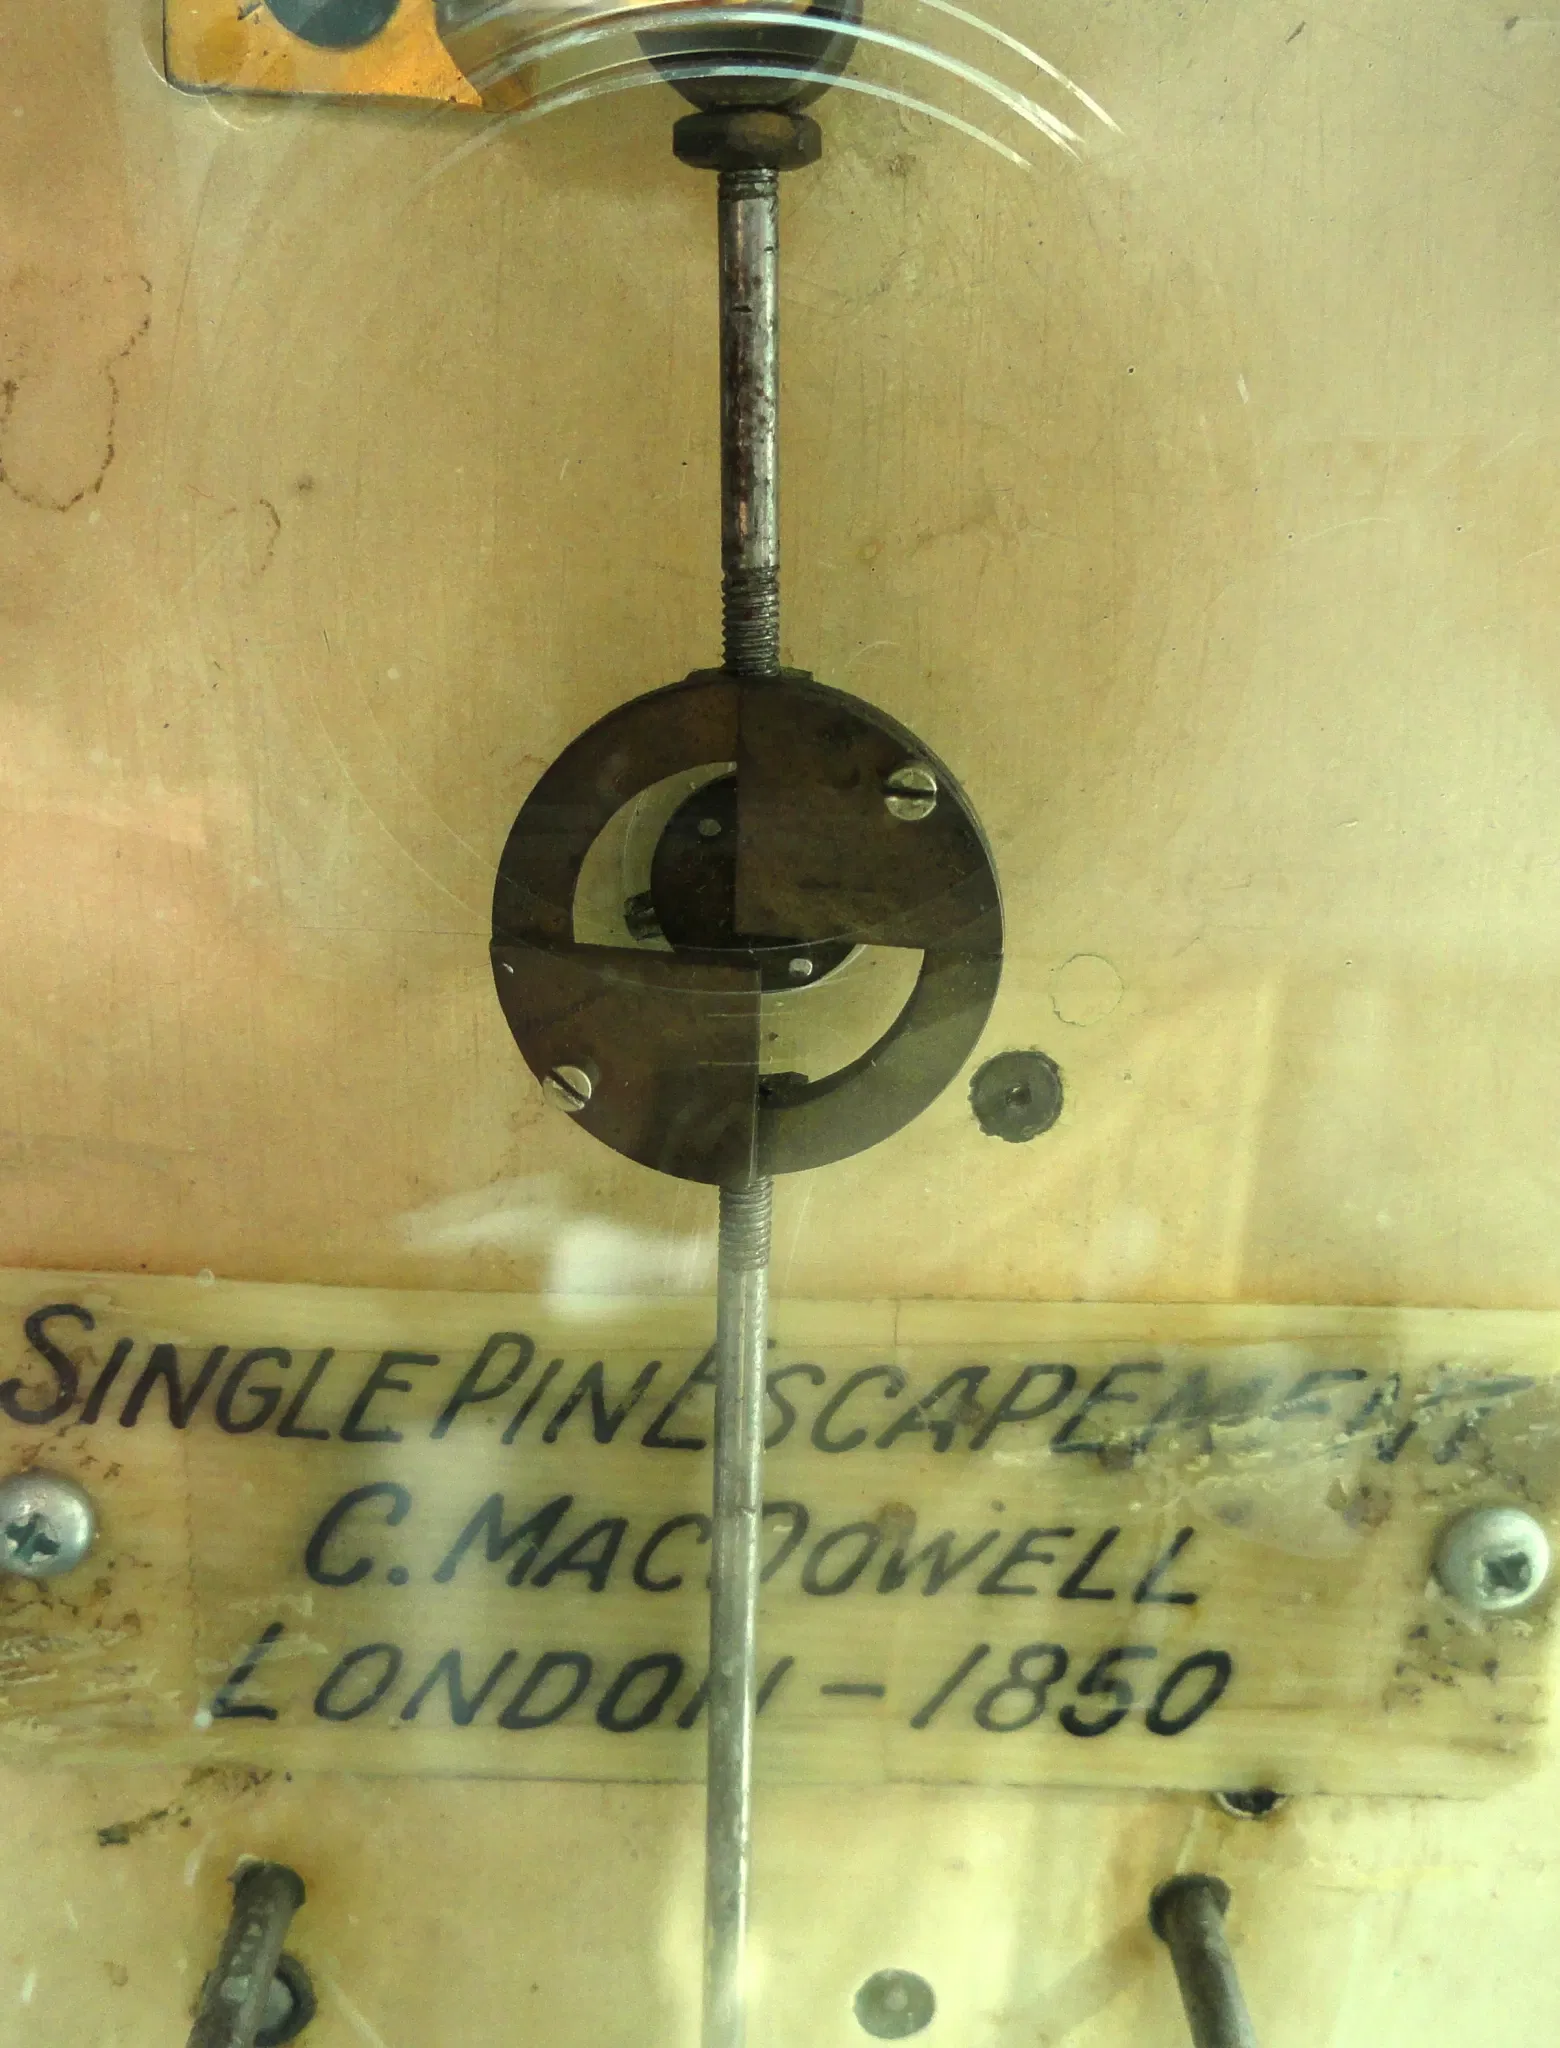 SINGLE PIN ESCAPEMENT
C. MACDOWELL
LONDON - 1850